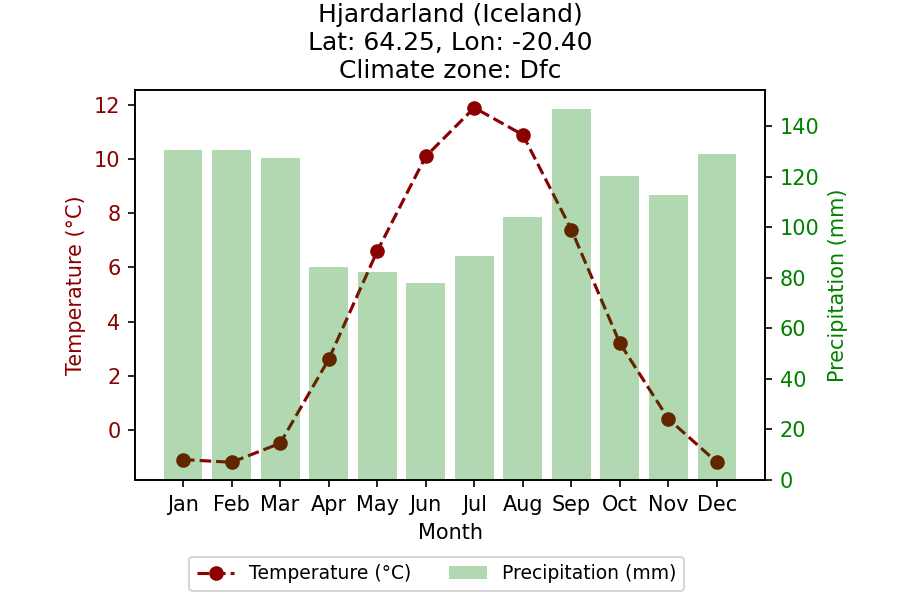 Hjardarland (Iceland)
Lat: 64.25, Lon: -20.40
Climate zone: Dfc
12
10
8
6
4
2
0
Temperature (°C)
140
120
100
80
60
40
20
0
Precipitation (mm)
Jan Feb Mar Apr May Jun Jul Aug Sep Oct Nov Dec
Month
Temperature (°C) Precipitation (mm)